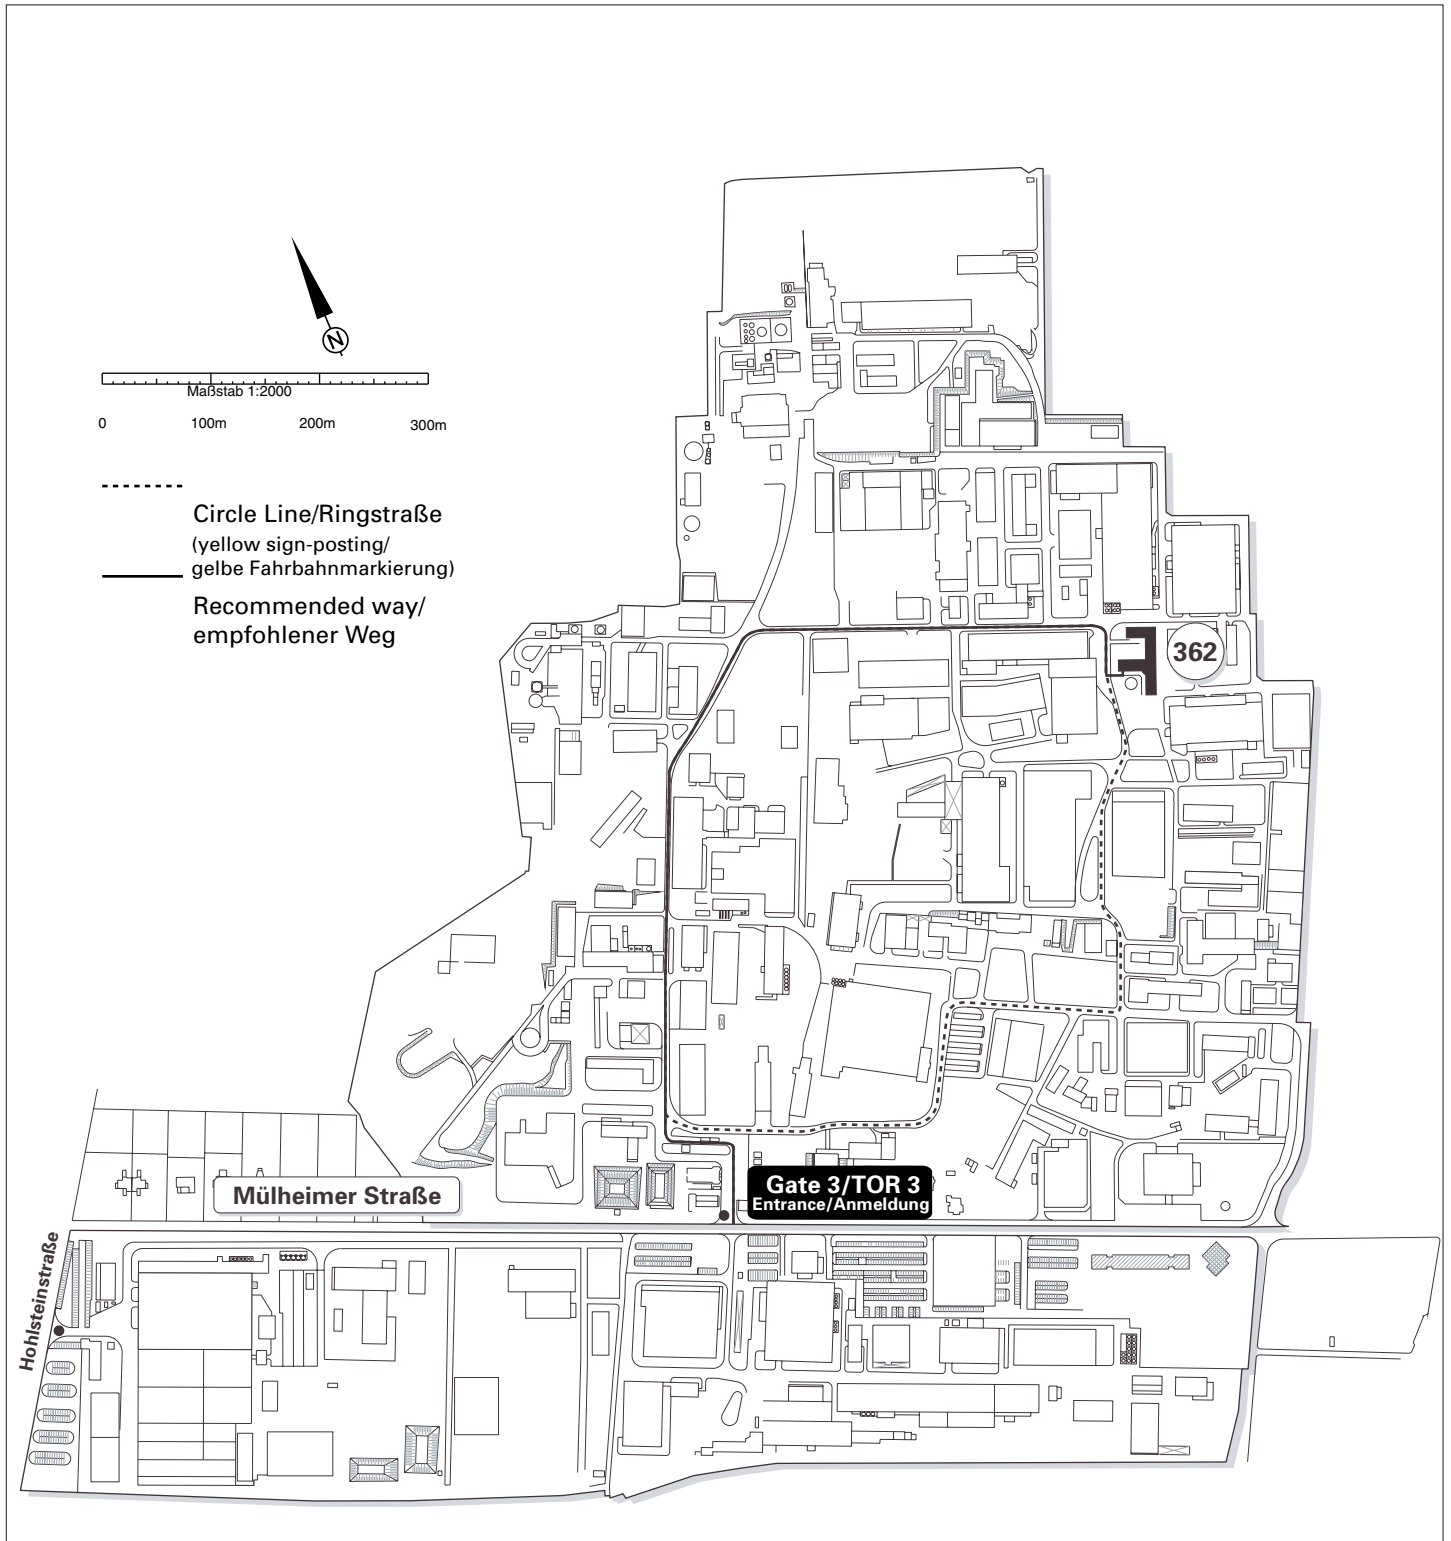 N
Maßstab 1:2000
0 100m 200m 300m
Circle Line/Ringstraße
(yellow sign-posting/
gelbe Fahrbahnmarkierung)
Recommended way/
empfohlener Weg
362
Mülheimer Straße
Gate 3/TOR 3
Entrance/Anmeldung
Hohlsteinstraße